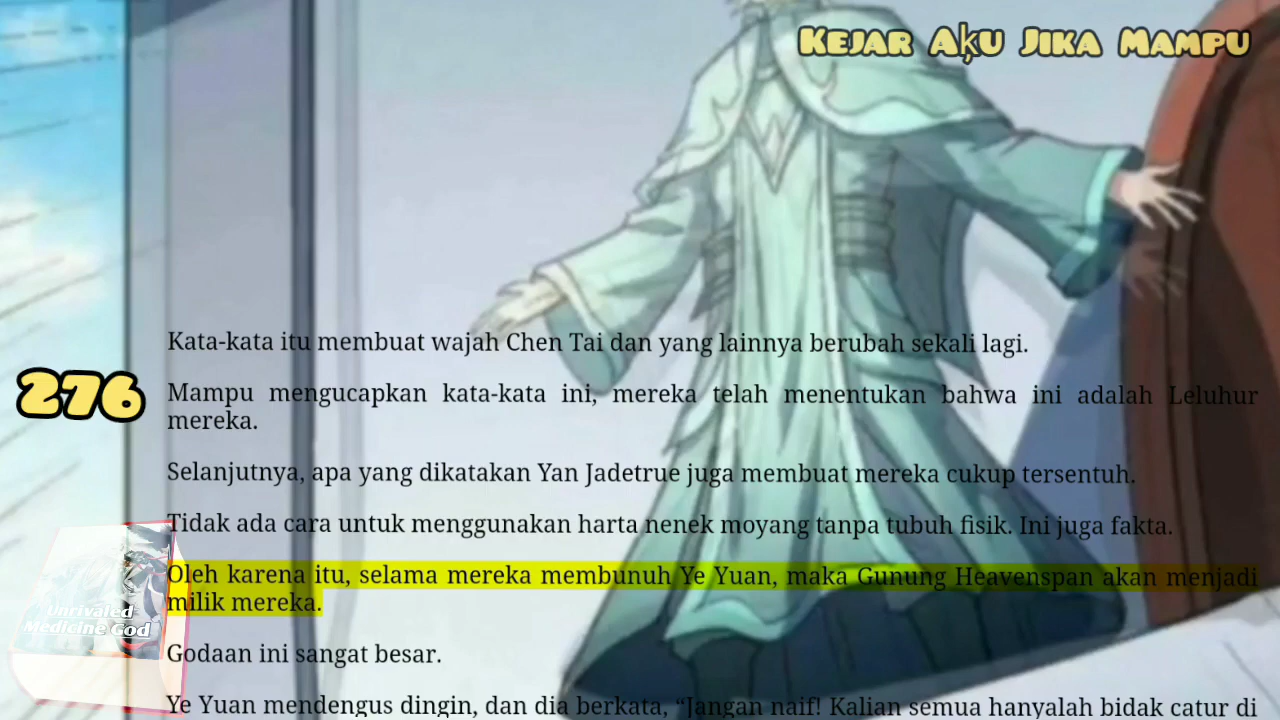 Kejar Aķu Jika Mampu
Kata-kata itu membuat wajah Chen Tai dan yang lainnya berubah sekali lagi.
276
Mampu mengucapkan kata-kata ini, mereka telah menentukan bahwa ini adalah Leluhur
mereka.
Selanjutnya, apa yang dikatakan Yan Jadetrue juga membuat mereka cukup tersentuh.
Tidak ada cara untuk menggunakan harta nenek moyang tanpa tubuh fisik. Ini juga fakta.
Oleh karena itu, selama mereka membunuh Ye Yuan, maka Gunung Heavenspan akan menjadi
milik mereka.
Unrivaled
Medicine God
Godaan ini sangat besar.
Ye Yuan mendengus dingin, dan dia berkata, “Jangan naif! Kalian semua hanyalah bidak catur di